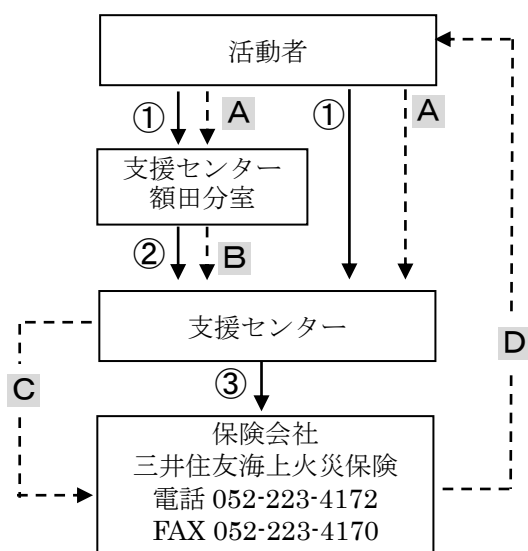 活動者
① A ① A
支援センター
額田分室
② B
支援センター
D
C
③
保険会社
三井住友海上火災保険
電話 052-223-4172
FAX 052-223-4170